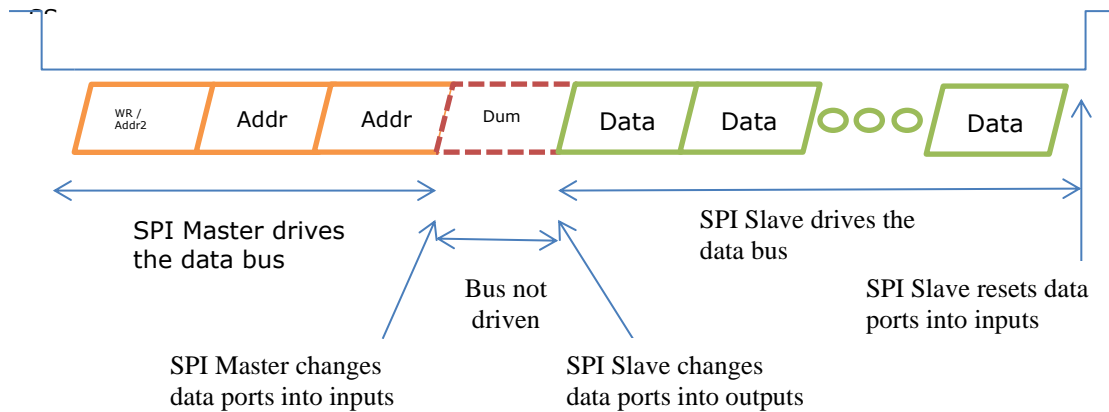 WR /
Addr2
Addr
Addr
Dum
Data
Data
Data
SPI Master drives
the data bus
SPI Slave drives the
data bus
Bus not
driven
SPI Slave resets data
ports into inputs
SPI Master changes
data ports into inputs
SPI Slave changes
data ports into outputs